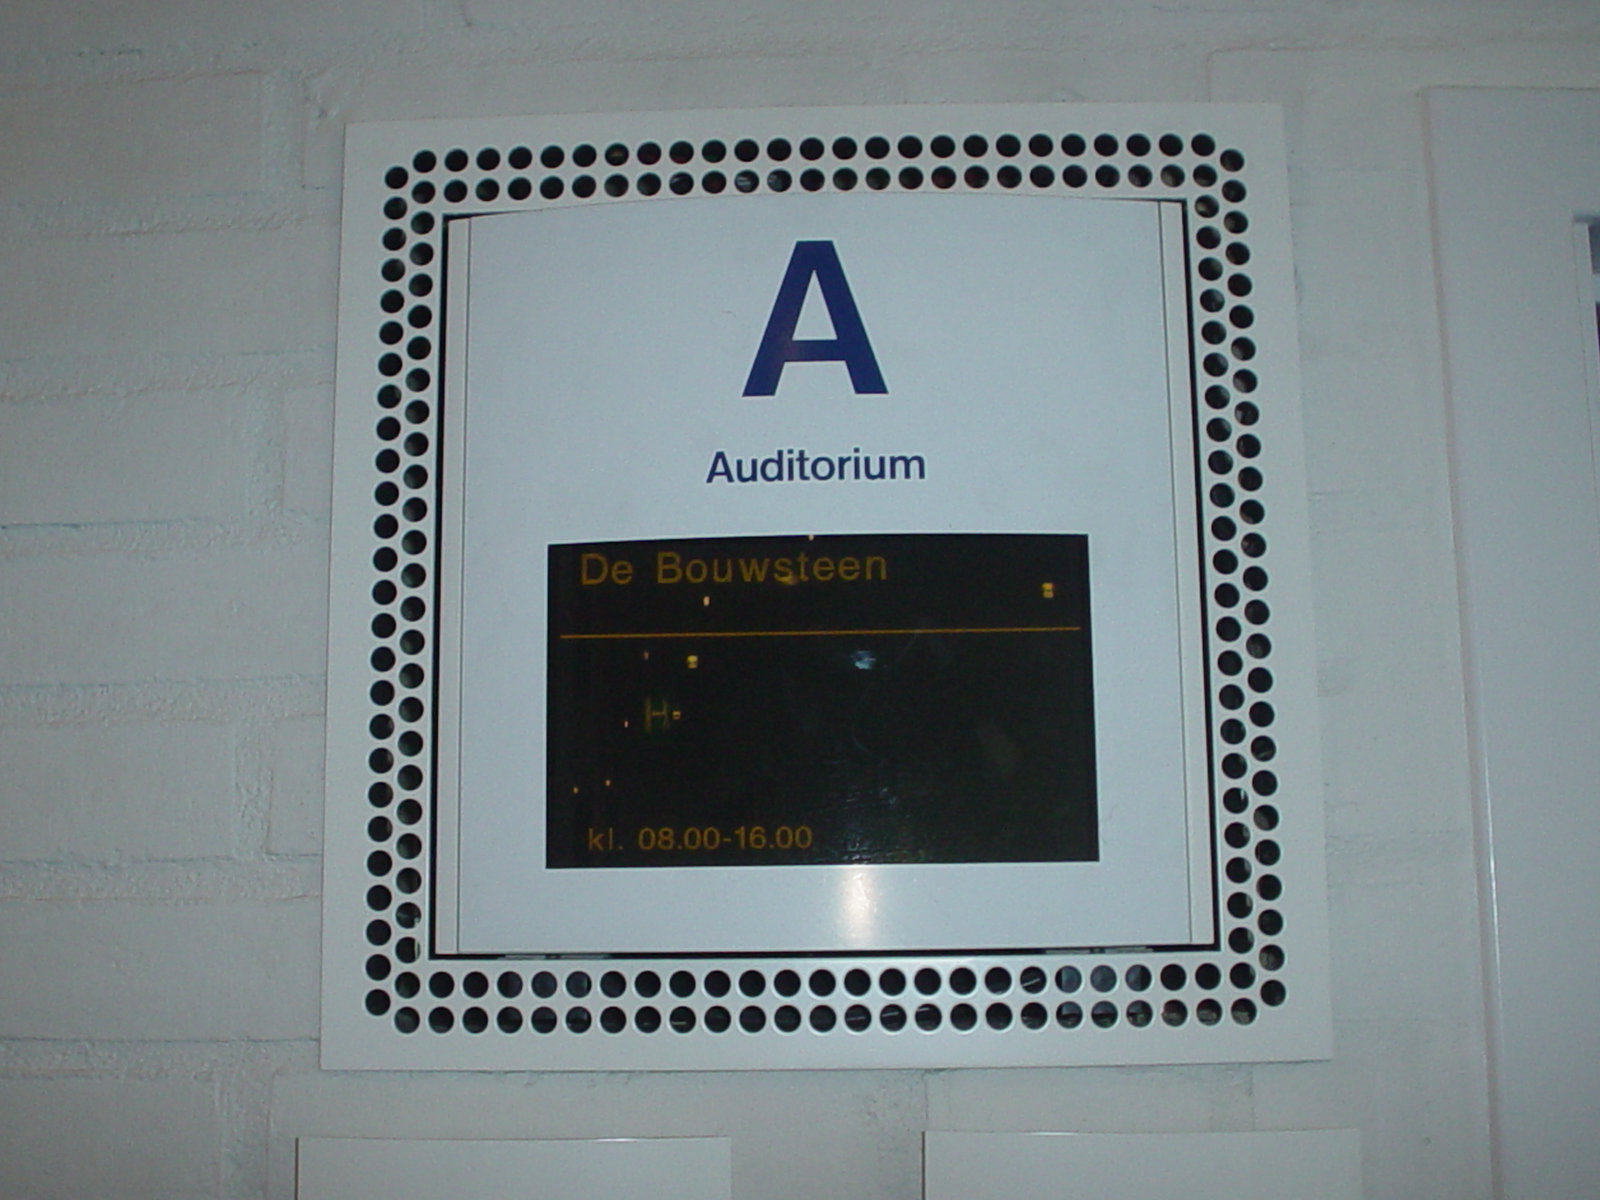 A
Auditorium
De Bouwsteen
H
kl. 08.00-16.00